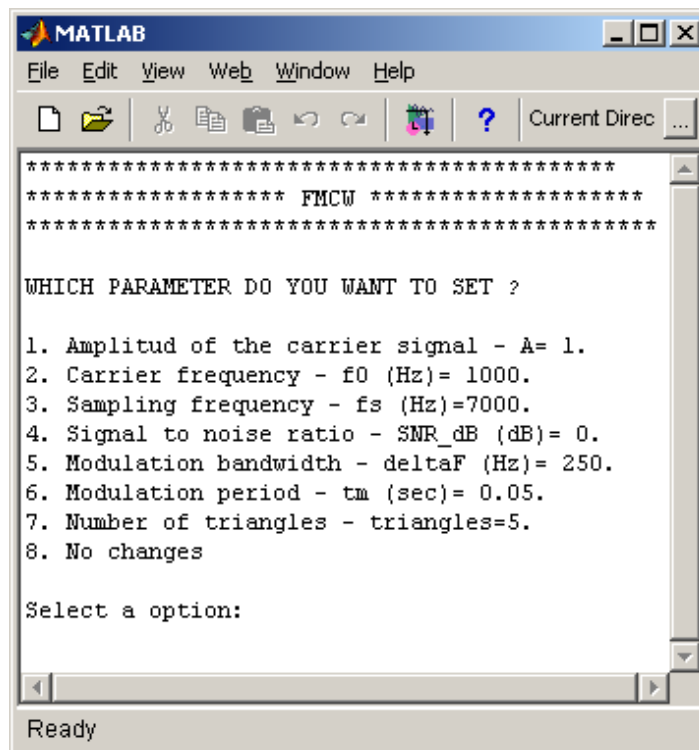 MATLAB
File Edit View Web Window Help
Current Direc ...
*******************************************
******************* FMCW ********************
**********************************************
WHICH PARAMETER DO YOU WANT TO SET ?
1. Amplitud of the carrier signal - A= 1.
2. Carrier frequency - f0 (Hz)= 1000.
3. Sampling frequency - fs (Hz)=7000.
4. Signal to noise ratio - SNR_dB (dB)= 0.
5. Modulation bandwidth - deltaF (Hz)= 250.
6. Modulation period - tm (sec)= 0.05.
7. Number of triangles - triangles=5.
8. No changes
Select a option:
Ready